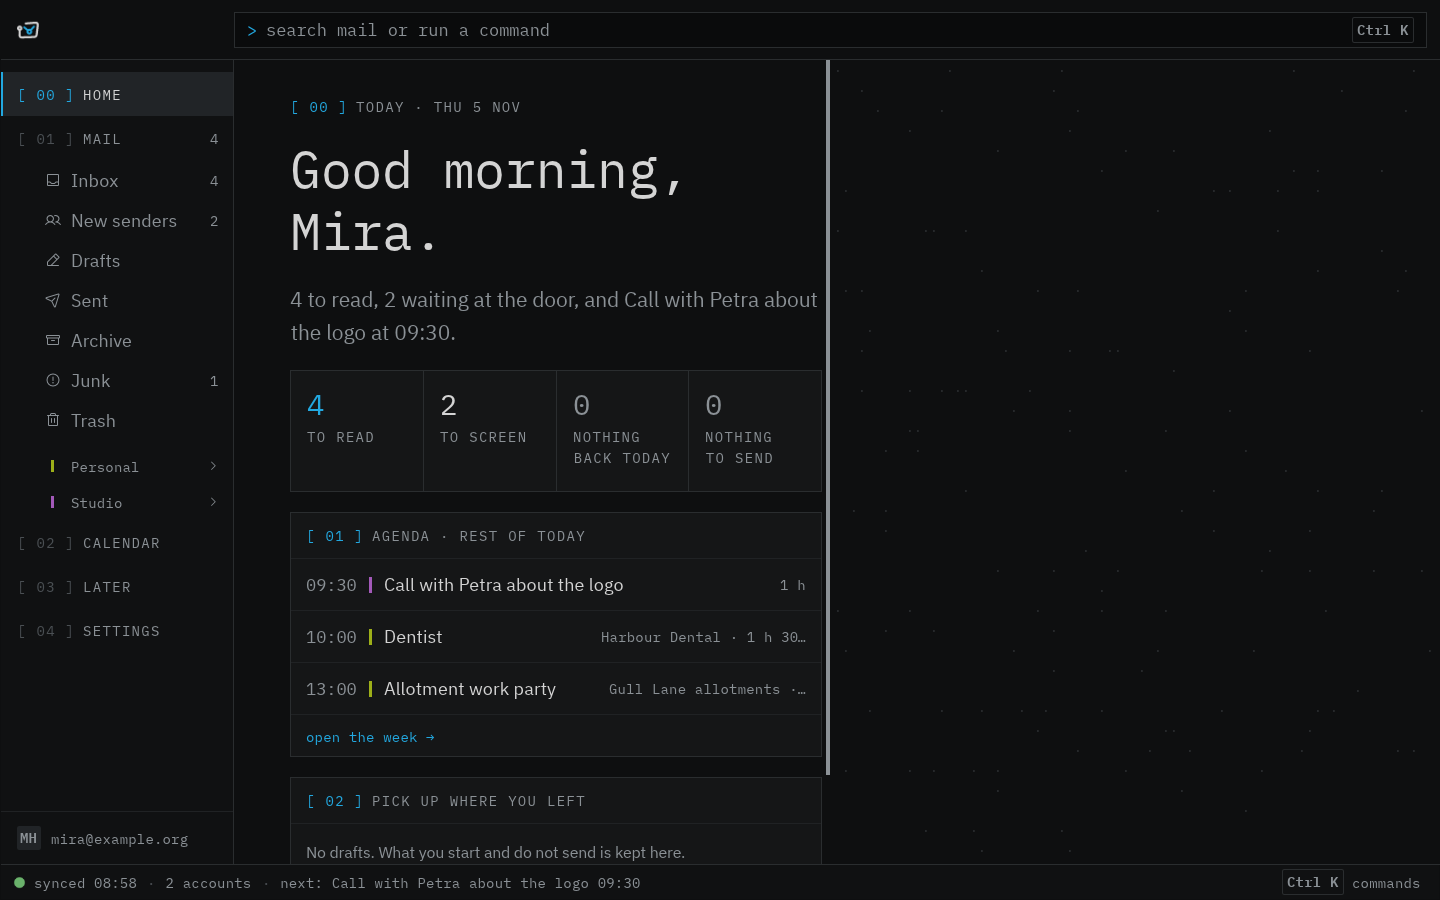 > search mail or run a command Ctrl K
[ 00 ] HOME
[ 01 ] MAIL 4
Inbox 4
New senders 2
Drafts
Sent
Archive
Junk 1
Trash
Personal
Studio
[ 02 ] CALENDAR
[ 03 ] LATER
[ 04 ] SETTINGS
MH mira@example.org
[ 00 ] TODAY · THU 5 NOV
Good morning,
Mira.
4 to read, 2 waiting at the door, and Call with Petra about
the logo at 09:30.
4 TO READ
2 TO SCREEN
0 NOTHING
BACK TODAY
0 NOTHING
TO SEND
[ 01 ] AGENDA · REST OF TODAY
09:30 Call with Petra about the logo 1 h
10:00 Dentist Harbour Dental · 1 h 30…
13:00 Allotment work party Gull Lane allotments ·…
open the week →
[ 02 ] PICK UP WHERE YOU LEFT
No drafts. What you start and do not send is kept here.
synced 08:58 · 2 accounts · next: Call with Petra about the logo 09:30 Ctrl K commands